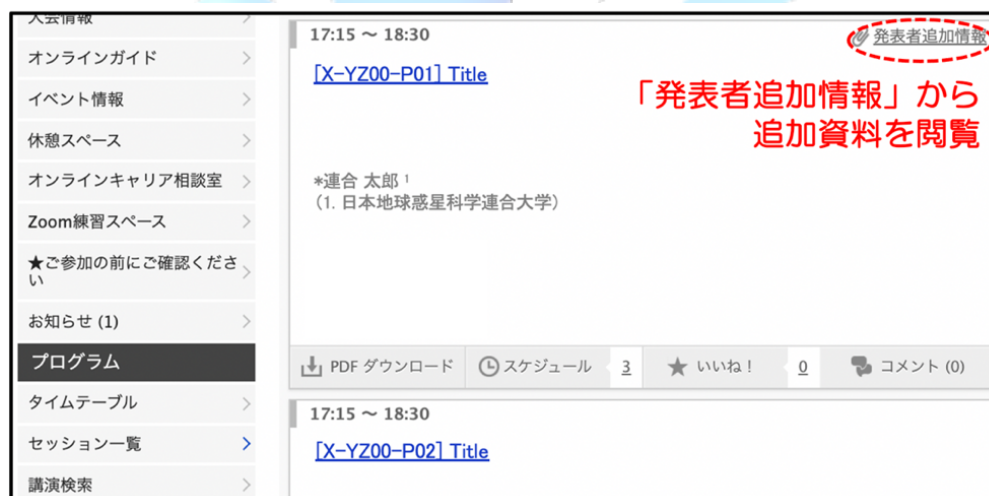 大会情報
オンラインガイド
イベント情報
休憩スペース
オンラインキャリア相談室
Zoom練習スペース
★ご参加の前にご確認くださ
い
お知らせ (1)
プログラム
タイムテーブル
セッション一覧
講演検索
17:15 ～ 18:30
発表者追加情報
[X-YZ00-P01] Title
「発表者追加情報」から
追加資料を閲覧
*連合 太郎¹
(1. 日本地球惑星科学連合大学)
PDF ダウンロード スケジュール 3 ★ いいね！ 0 コメント (0)
17:15 ～ 18:30
[X-YZ00-P02] Title